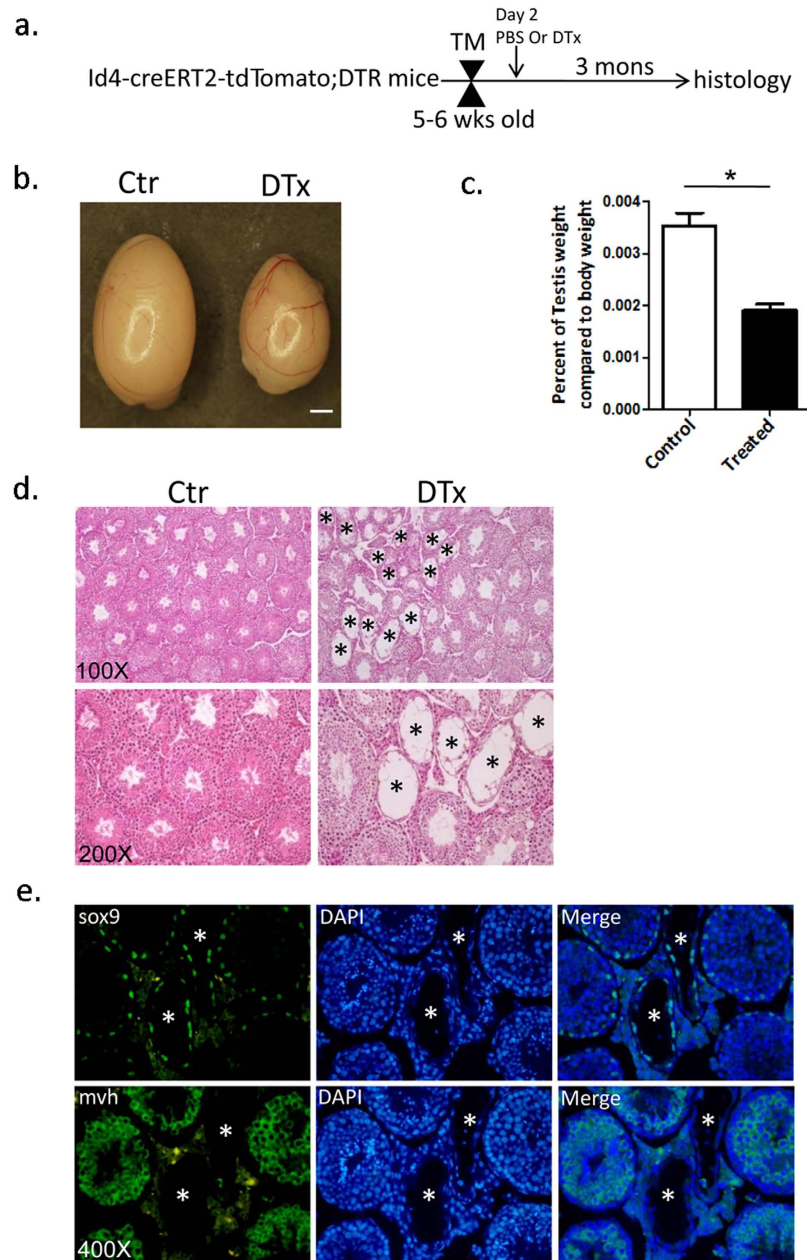 a.
Day 2
TM PBS Or DTx
Id4-creERT2-tdTomato;DTR mice 3 mons histology
5-6 wks old
b.
Ctr DTx
c.
*
Percent of Testis weight
compared to body weight
0.004
0.003
0.002
0.001
0.000
Control Treated
d.
Ctr DTx
* * * * * * * * * * * * * *
100X
* * * * *
200X
e.
sox9 DAPI Merge
* * *
* * *
mvh DAPI Merge
* * *
* * *
400X